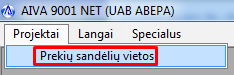 AIVA 9001 NET (UAB ABEPA)
Projektai Langai Specialus
Prekių sandėlių vietos